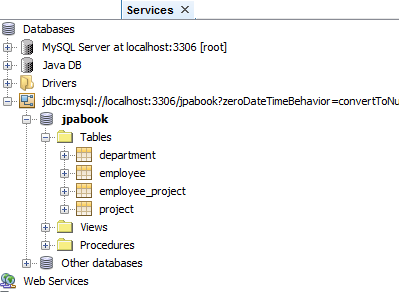 Services
Databases
MySQL Server at localhost:3306 [root]
Java DB
Drivers
jdbc:mysql://localhost:3306/jpabook?zeroDateTimeBehavior=convertToNu
jpabook
Tables
department
employee
employee_project
project
Views
Procedures
Other databases
Web Services